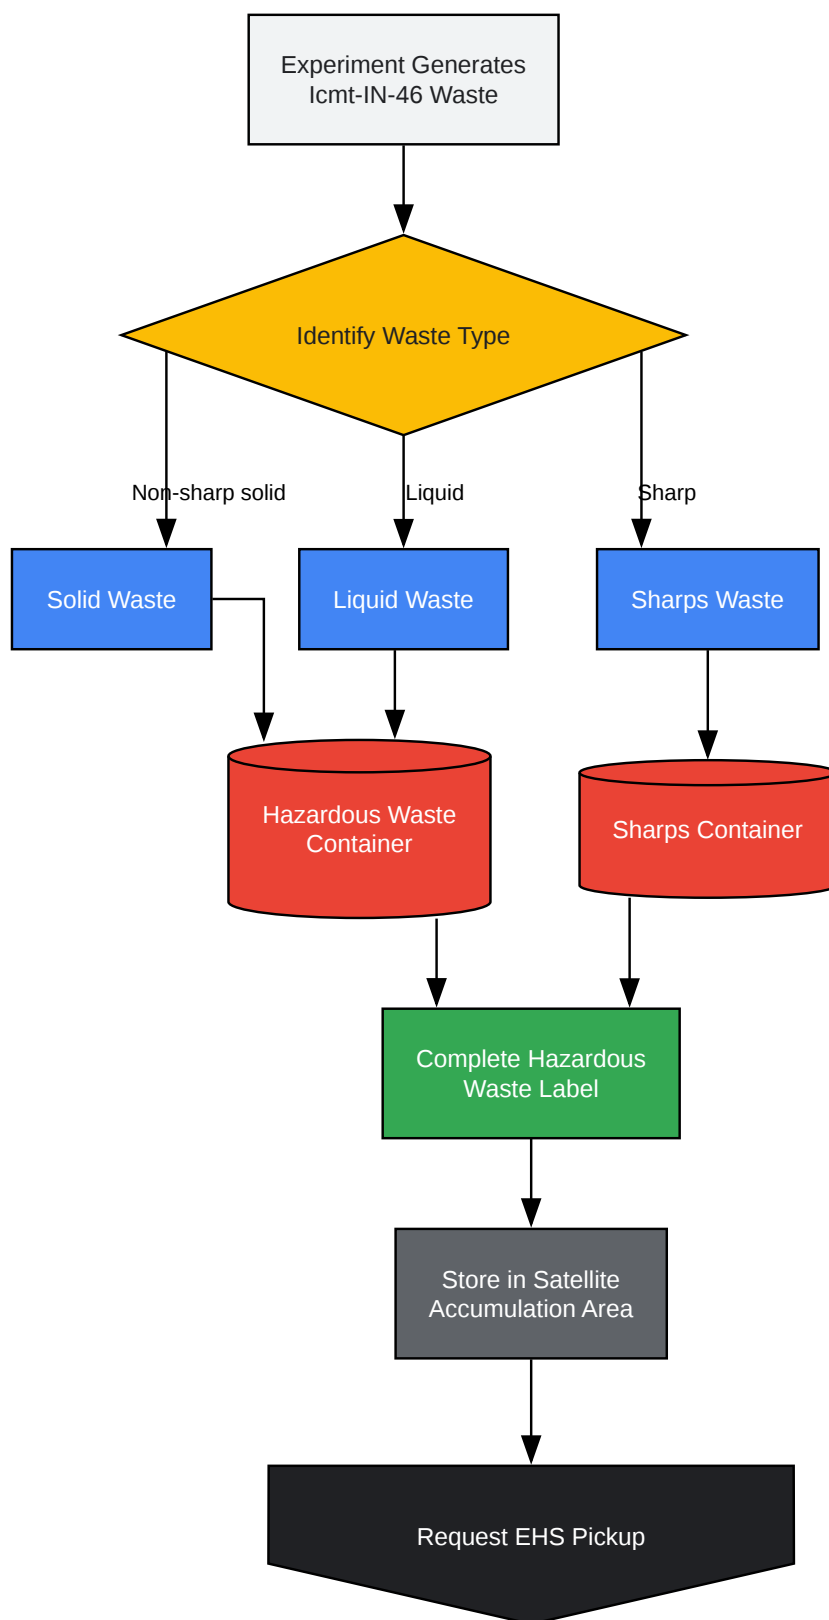 Experiment Generates
Icmt-IN-46 Waste
Identify Waste Type
Non-sharp solid
Liquid
Sharp
Solid Waste
Liquid Waste
Sharps Waste
Hazardous Waste
Container
Sharps Container
Complete Hazardous
Waste Label
Store in Satellite
Accumulation Area
Request EHS Pickup